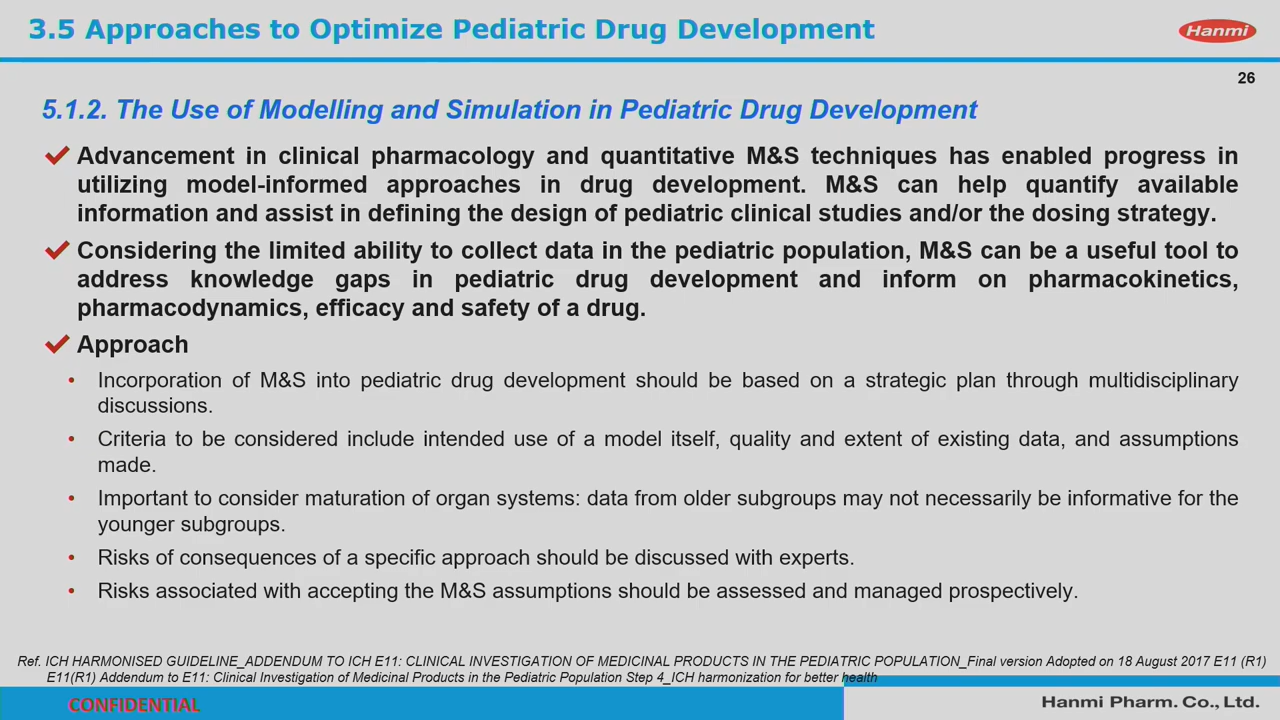 3.5 Approaches to Optimize Pediatric Drug Development
Hanmi
26
5.1.2. The Use of Modelling and Simulation in Pediatric Drug Development
Advancement in clinical pharmacology and quantitative M&S techniques has enabled progress in
utilizing model-informed approaches in drug development. M&S can help quantify available
information and assist in defining the design of pediatric clinical studies and/or the dosing strategy.
Considering the limited ability to collect data in the pediatric population, M&S can be a useful tool to
address knowledge gaps in pediatric drug development and inform on pharmacokinetics,
pharmacodynamics, efficacy and safety of a drug.
Approach
• Incorporation of M&S into pediatric drug development should be based on a strategic plan through multidisciplinary
discussions.
• Criteria to be considered include intended use of a model itself, quality and extent of existing data, and assumptions
made.
• Important to consider maturation of organ systems: data from older subgroups may not necessarily be informative for the
younger subgroups.
• Risks of consequences of a specific approach should be discussed with experts.
• Risks associated with accepting the M&S assumptions should be assessed and managed prospectively.
Ref. ICH HARMONISED GUIDELINE_ADDENDUM TO ICH E11: CLINICAL INVESTIGATION OF MEDICINAL PRODUCTS IN THE PEDIATRIC POPULATION_Final version Adopted on 18 August 2017 E11 (R1)
E11(R1) Addendum to E11: Clinical Investigation of Medicinal Products in the Pediatric Population Step 4_ICH harmonization for better health
CONFIDENTIAL
Hanmi Pharm. Co., Ltd.